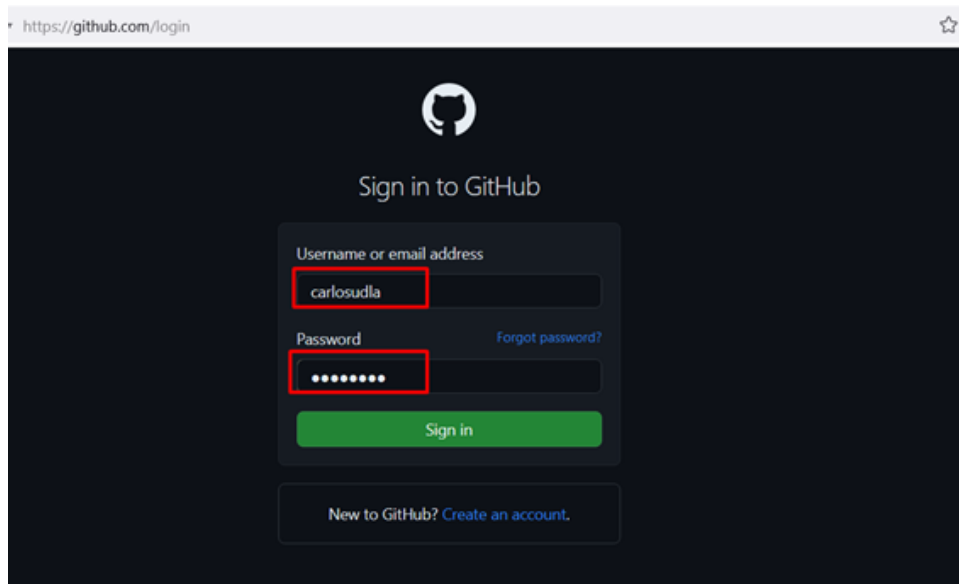 https://github.com/login
Sign in to GitHub
Username or email address
carlosudla
Password Forgot password?
●●●●●●●●
Sign in
New to GitHub? Create an account.